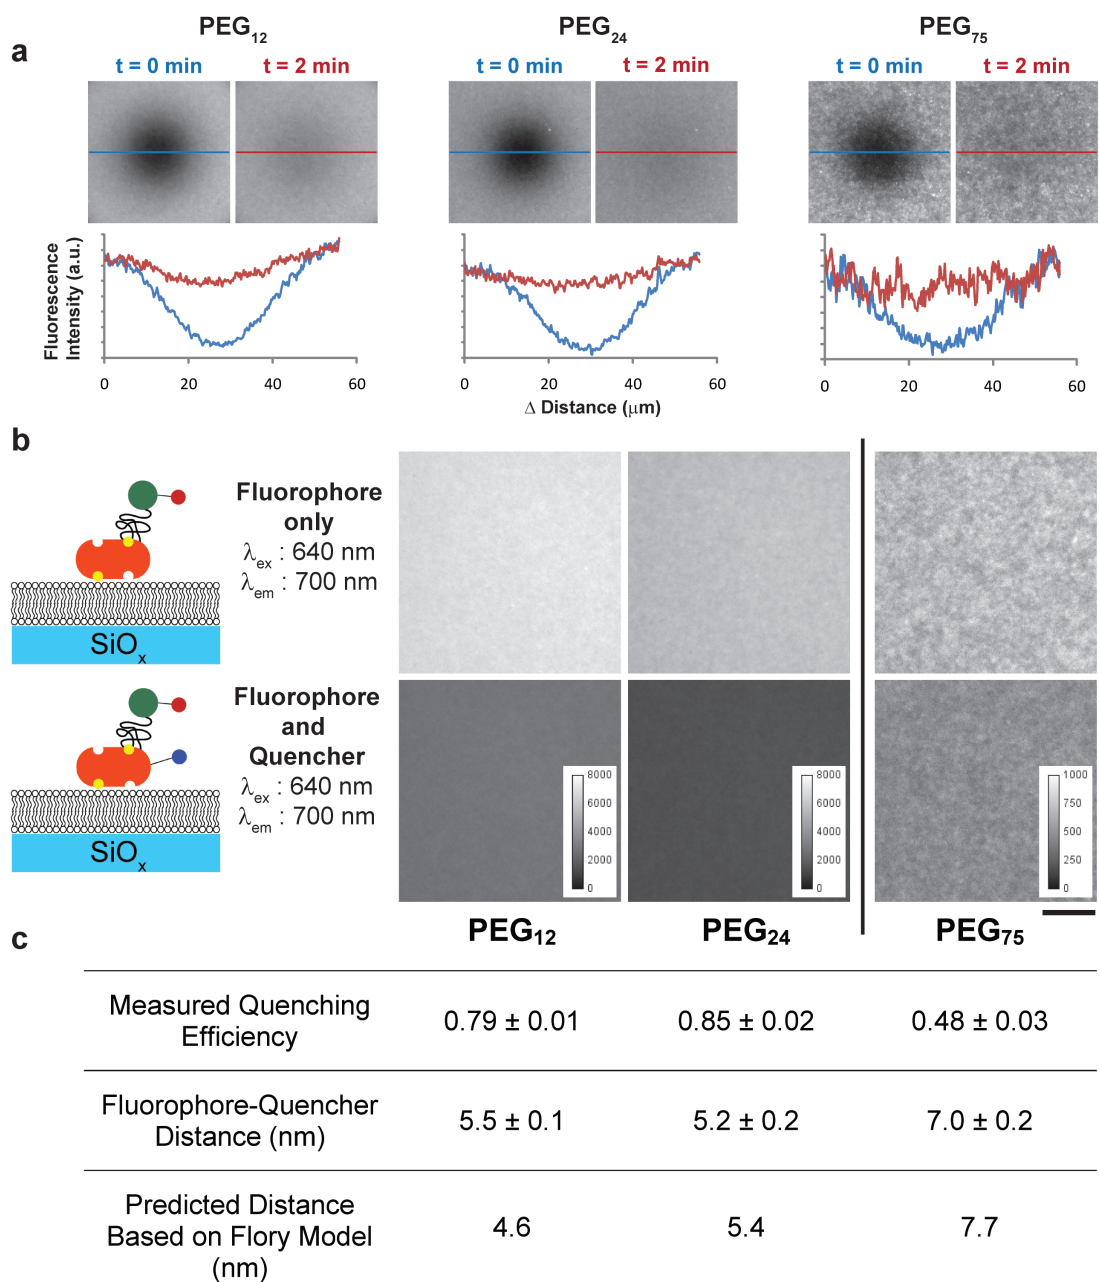 a
PEG12
PEG24
PEG75
t = 0 min
t = 2 min
t = 0 min
t = 2 min
t = 0 min
t = 2 min
Fluorescence
Intensity (a.u.)
0
20
40
60
0
20
40
60
0
20
40
60
Δ Distance (μm)
b
Fluorophore
only
λex : 640 nm
λem : 700 nm
SiOx
Fluorophore
and
Quencher
λex : 640 nm
λem : 700 nm
SiOx
8000
6000
4000
2000
0
8000
6000
4000
2000
0
1000
750
500
250
0
PEG12
PEG24
PEG75
c
Measured Quenching
Efficiency
0.79 ± 0.01
0.85 ± 0.02
0.48 ± 0.03
Fluorophore-Quencher
Distance (nm)
5.5 ± 0.1
5.2 ± 0.2
7.0 ± 0.2
Predicted Distance
Based on Flory Model
(nm)
4.6
5.4
7.7